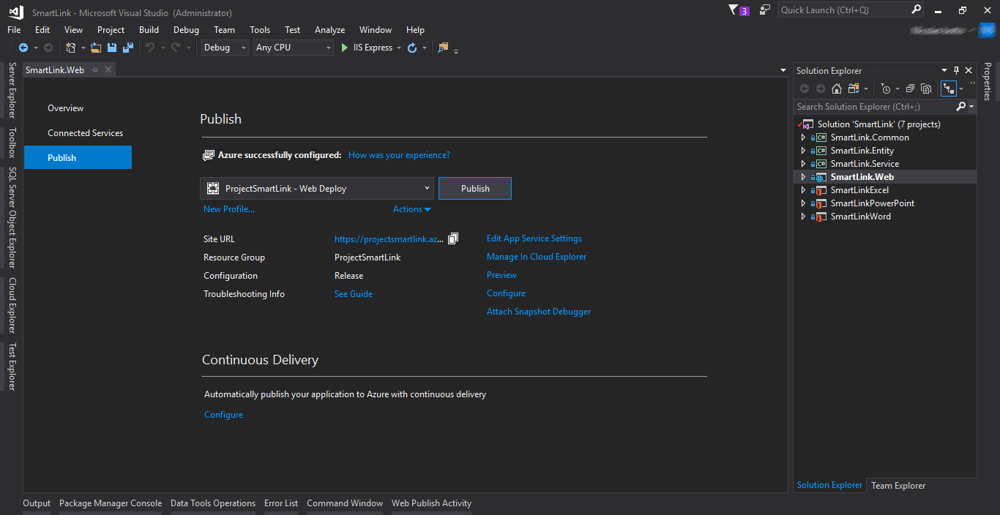 SmartLink - Microsoft Visual Studio (Administrator)
3
Quick Launch (Ctrl+Q)
File Edit View Project Build Debug Team Tools Test Analyze Window Help
Debug Any CPU IIS Express
Server Explorer
Toolbox
SQL Server Object Explorer
Cloud Explorer
Test Explorer
SmartLink.Web
Overview
Connected Services
Publish
Publish
Azure successfully configured: How was your experience?
ProjectSmartLink - Web Deploy
Publish
New Profile...
Actions
Site URL https://projectsmartlink.az...
Resource Group ProjectSmartLink
Configuration Release
Troubleshooting Info See Guide
Edit App Service Settings
Manage In Cloud Explorer
Preview
Configure
Attach Snapshot Debugger
Continuous Delivery
Automatically publish your application to Azure with continuous delivery
Configure
Solution Explorer
Search Solution Explorer (Ctrl+;)
Solution 'SmartLink' (7 projects)
C# SmartLink.Common
C# SmartLink.Entity
C# SmartLink.Service
SmartLink.Web
SmartLinkExcel
SmartLinkPowerPoint
SmartLinkWord
Solution Explorer Team Explorer
Properties
Output Package Manager Console Data Tools Operations Error List Command Window Web Publish Activity